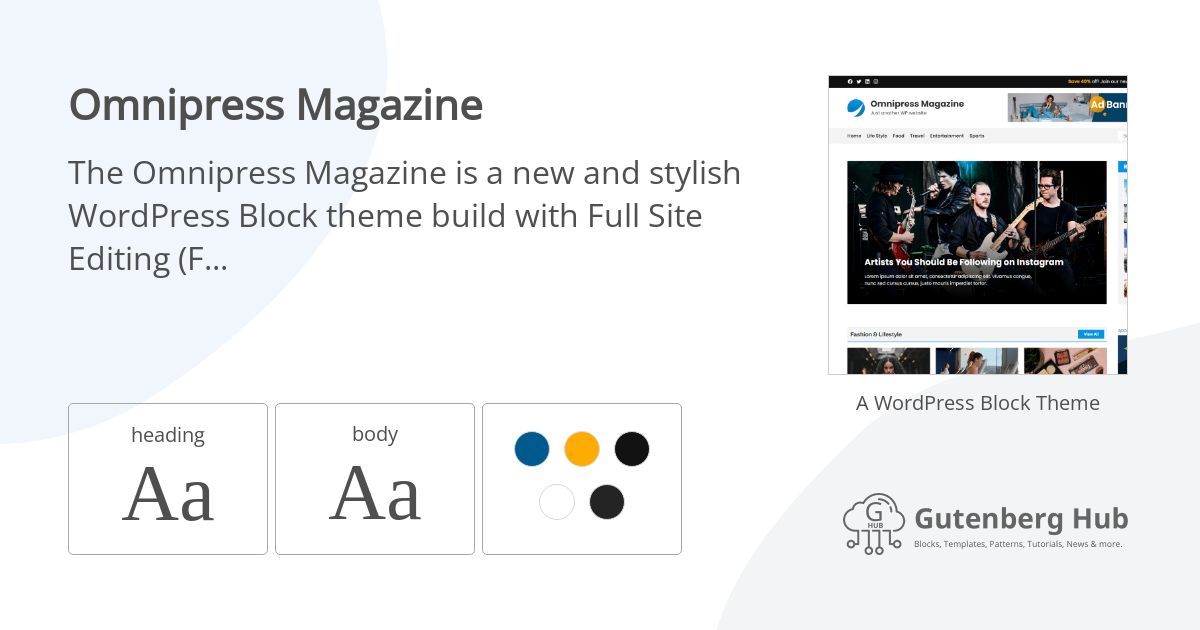 Omnipress Magazine
The Omnipress Magazine is a new and stylish
WordPress Block theme build with Full Site
Editing (F...
heading
Aa
body
Aa
Save 40% off! Join our
Omnipress Magazine
Just another WP website
Ad Ban
Home Life Style Food Travel Entertainment Sports
Artists You Should Be Following on Instagram
Lorem ipsum dolor sit amet, consectetur adipiscing elit. vivamus congue,
nunc sed cursus cursus, justo mauris imperdiet tortor.
Fashion & Lifestyle
View All
A WordPress Block Theme
G
HUB
Gutenberg Hub
Blocks, Templates, Patterns, Tutorials, News & more.